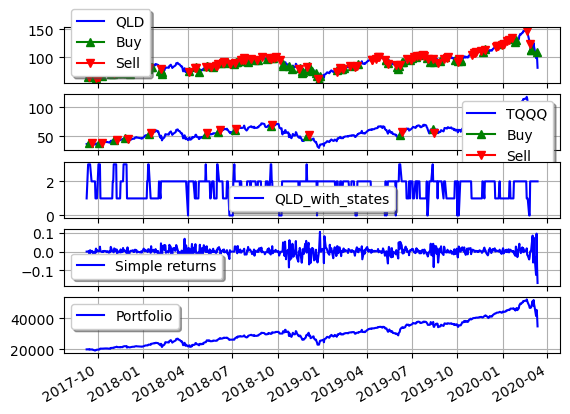 QLD
Buy
Sell
150
100
TQQQ
Buy
Sell
100
50
QLD_with_states
2
0
Simple returns
0.1
0.0
−0.1
Portfolio
40000
20000
2017-10
2018-01
2018-04
2018-07
2018-10
2019-01
2019-04
2019-07
2019-10
2020-01
2020-04